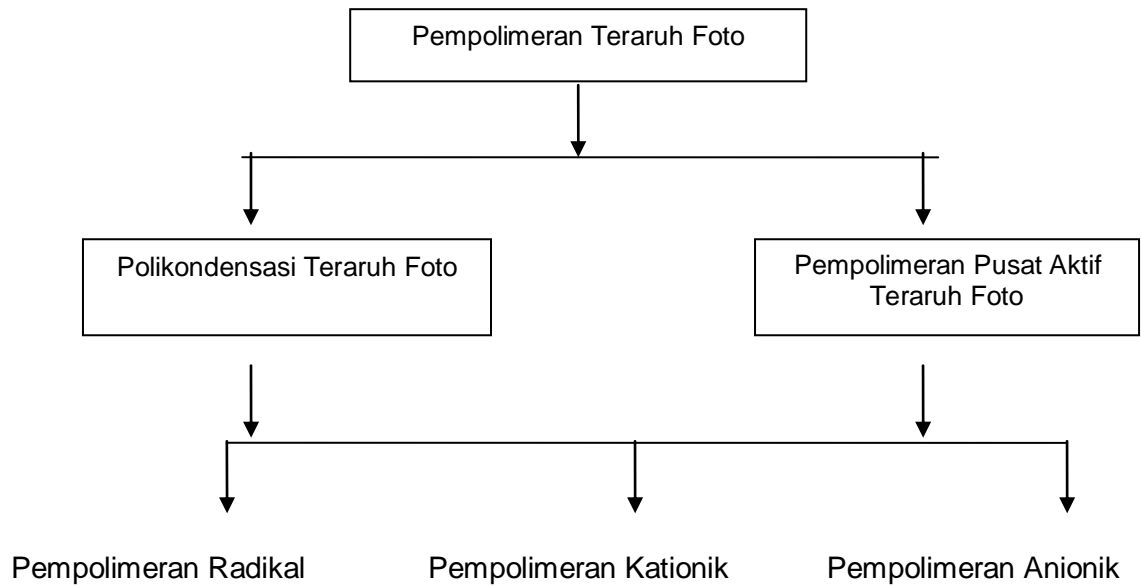 Pempolimeran Teraruh Foto
Polikondensasi Teraruh Foto
Pempolimeran Pusat Aktif
Teraruh Foto
Pempolimeran Radikal
Pempolimeran Kationik
Pempolimeran Anionik